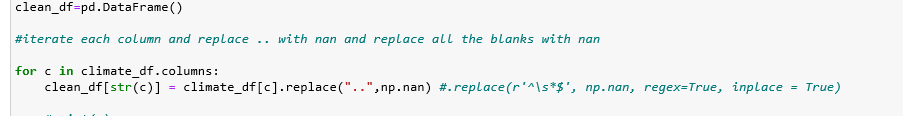 clean_df=pd.DataFrame()
#iterate each column and replace .. with nan and replace all the blanks with nan
for c in climate_df.columns:
    clean_df[str(c)] = climate_df[c].replace("..",np.nan) #.replace(r'^\s*$', np.nan, regex=True, inplace = True)